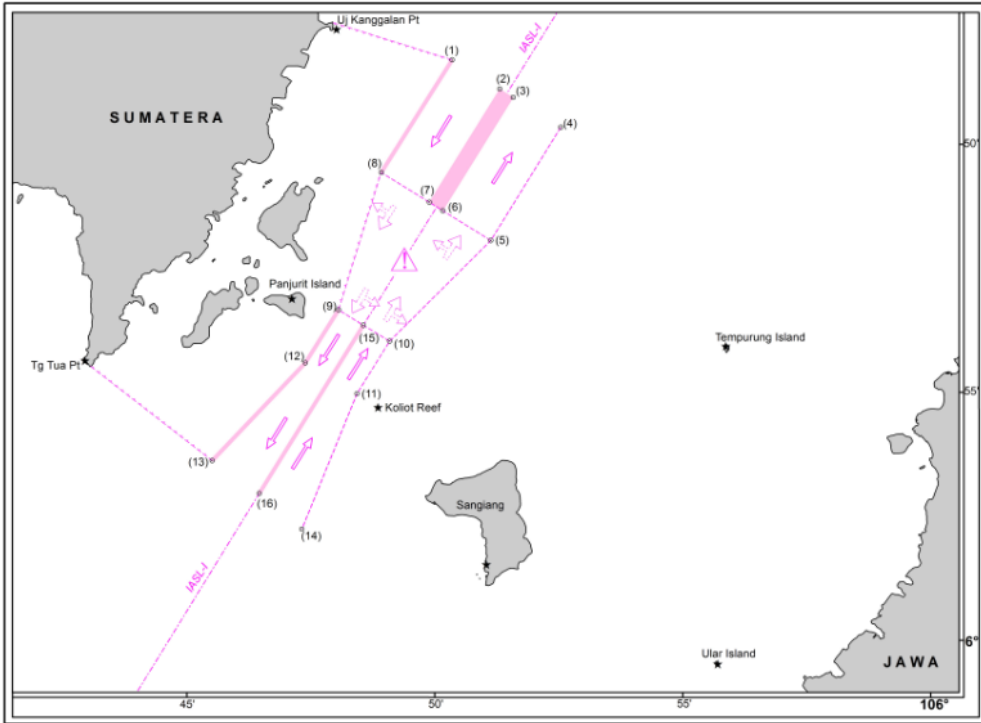 Uj Kanggalan Pt
IASL-I
(1)
(2)
(3)
SUMATERA
(4)
50'
(8)
(7)
(6)
(5)
!
Panjurit Island
(9)
(15)
(10)
Tempurung Island
Tg Tua Pt
(12)
(11)
55'
Koliot Reef
(13)
(16)
Sangiang
(14)
IASL-I
6°
Ular Island
JAWA
45'
50'
55'
106°